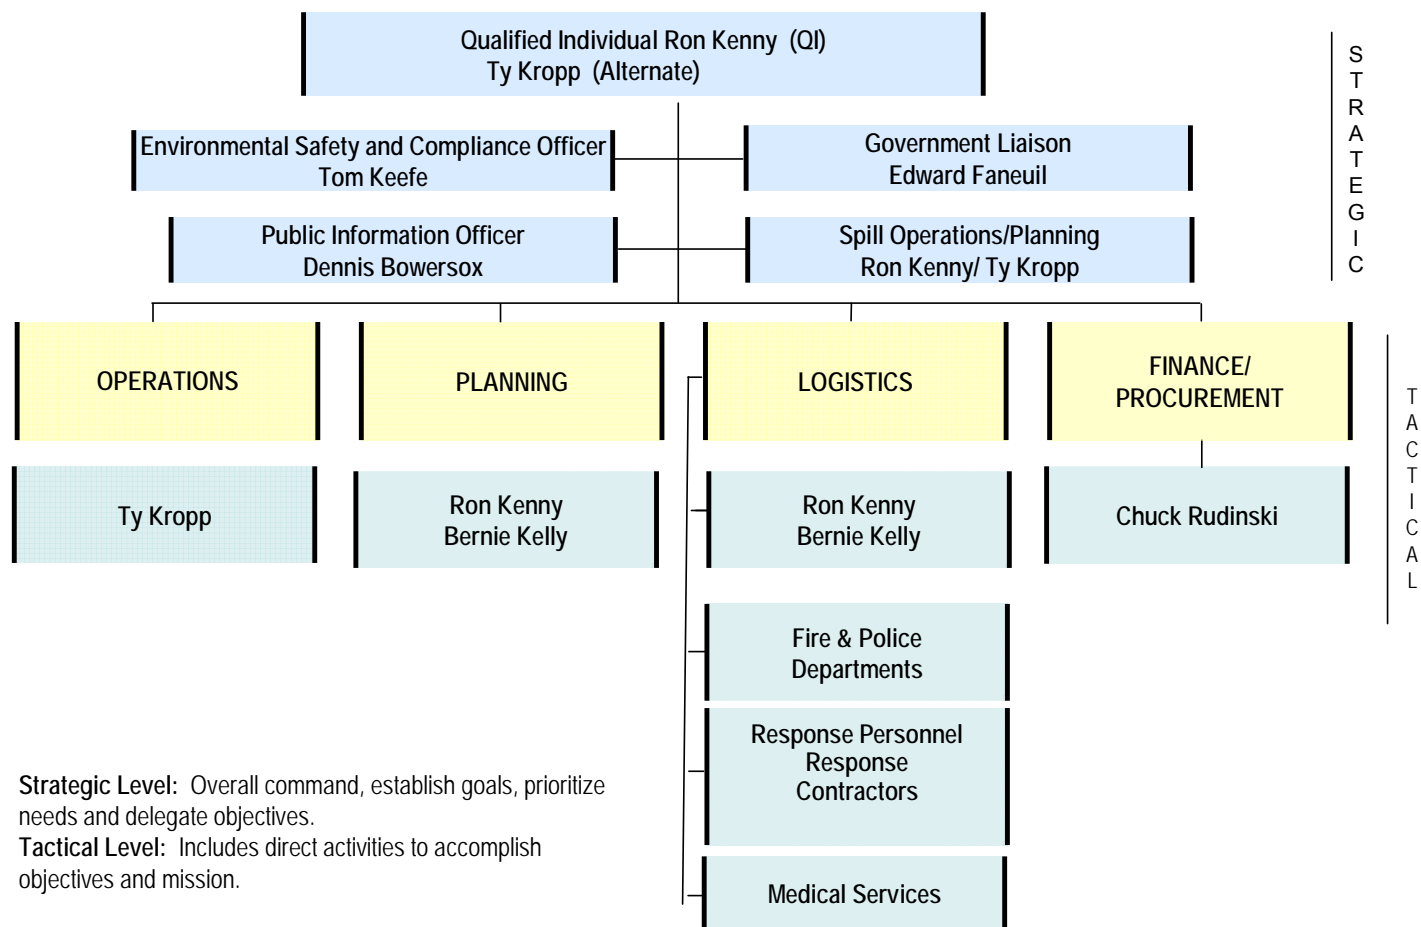 Qualified Individual Ron Kenny (QI)
Ty Kropp (Alternate)
STRATEGIC
Environmental Safety and Compliance Officer
Tom Keefe
Government Liaison
Edward Faneuil
Public Information Officer
Dennis Bowersox
Spill Operations/Planning
Ron Kenny/ Ty Kropp
OPERATIONS
PLANNING
LOGISTICS
FINANCE/
PROCUREMENT
TACTICAL
Ty Kropp
Ron Kenny
Bernie Kelly
Ron Kenny
Bernie Kelly
Chuck Rudinski
Fire & Police
Departments
Response Personnel
Response
Contractors
Medical Services
Strategic Level: Overall command, establish goals, prioritize
needs and delegate objectives.
Tactical Level: Includes direct activities to accomplish
objectives and mission.